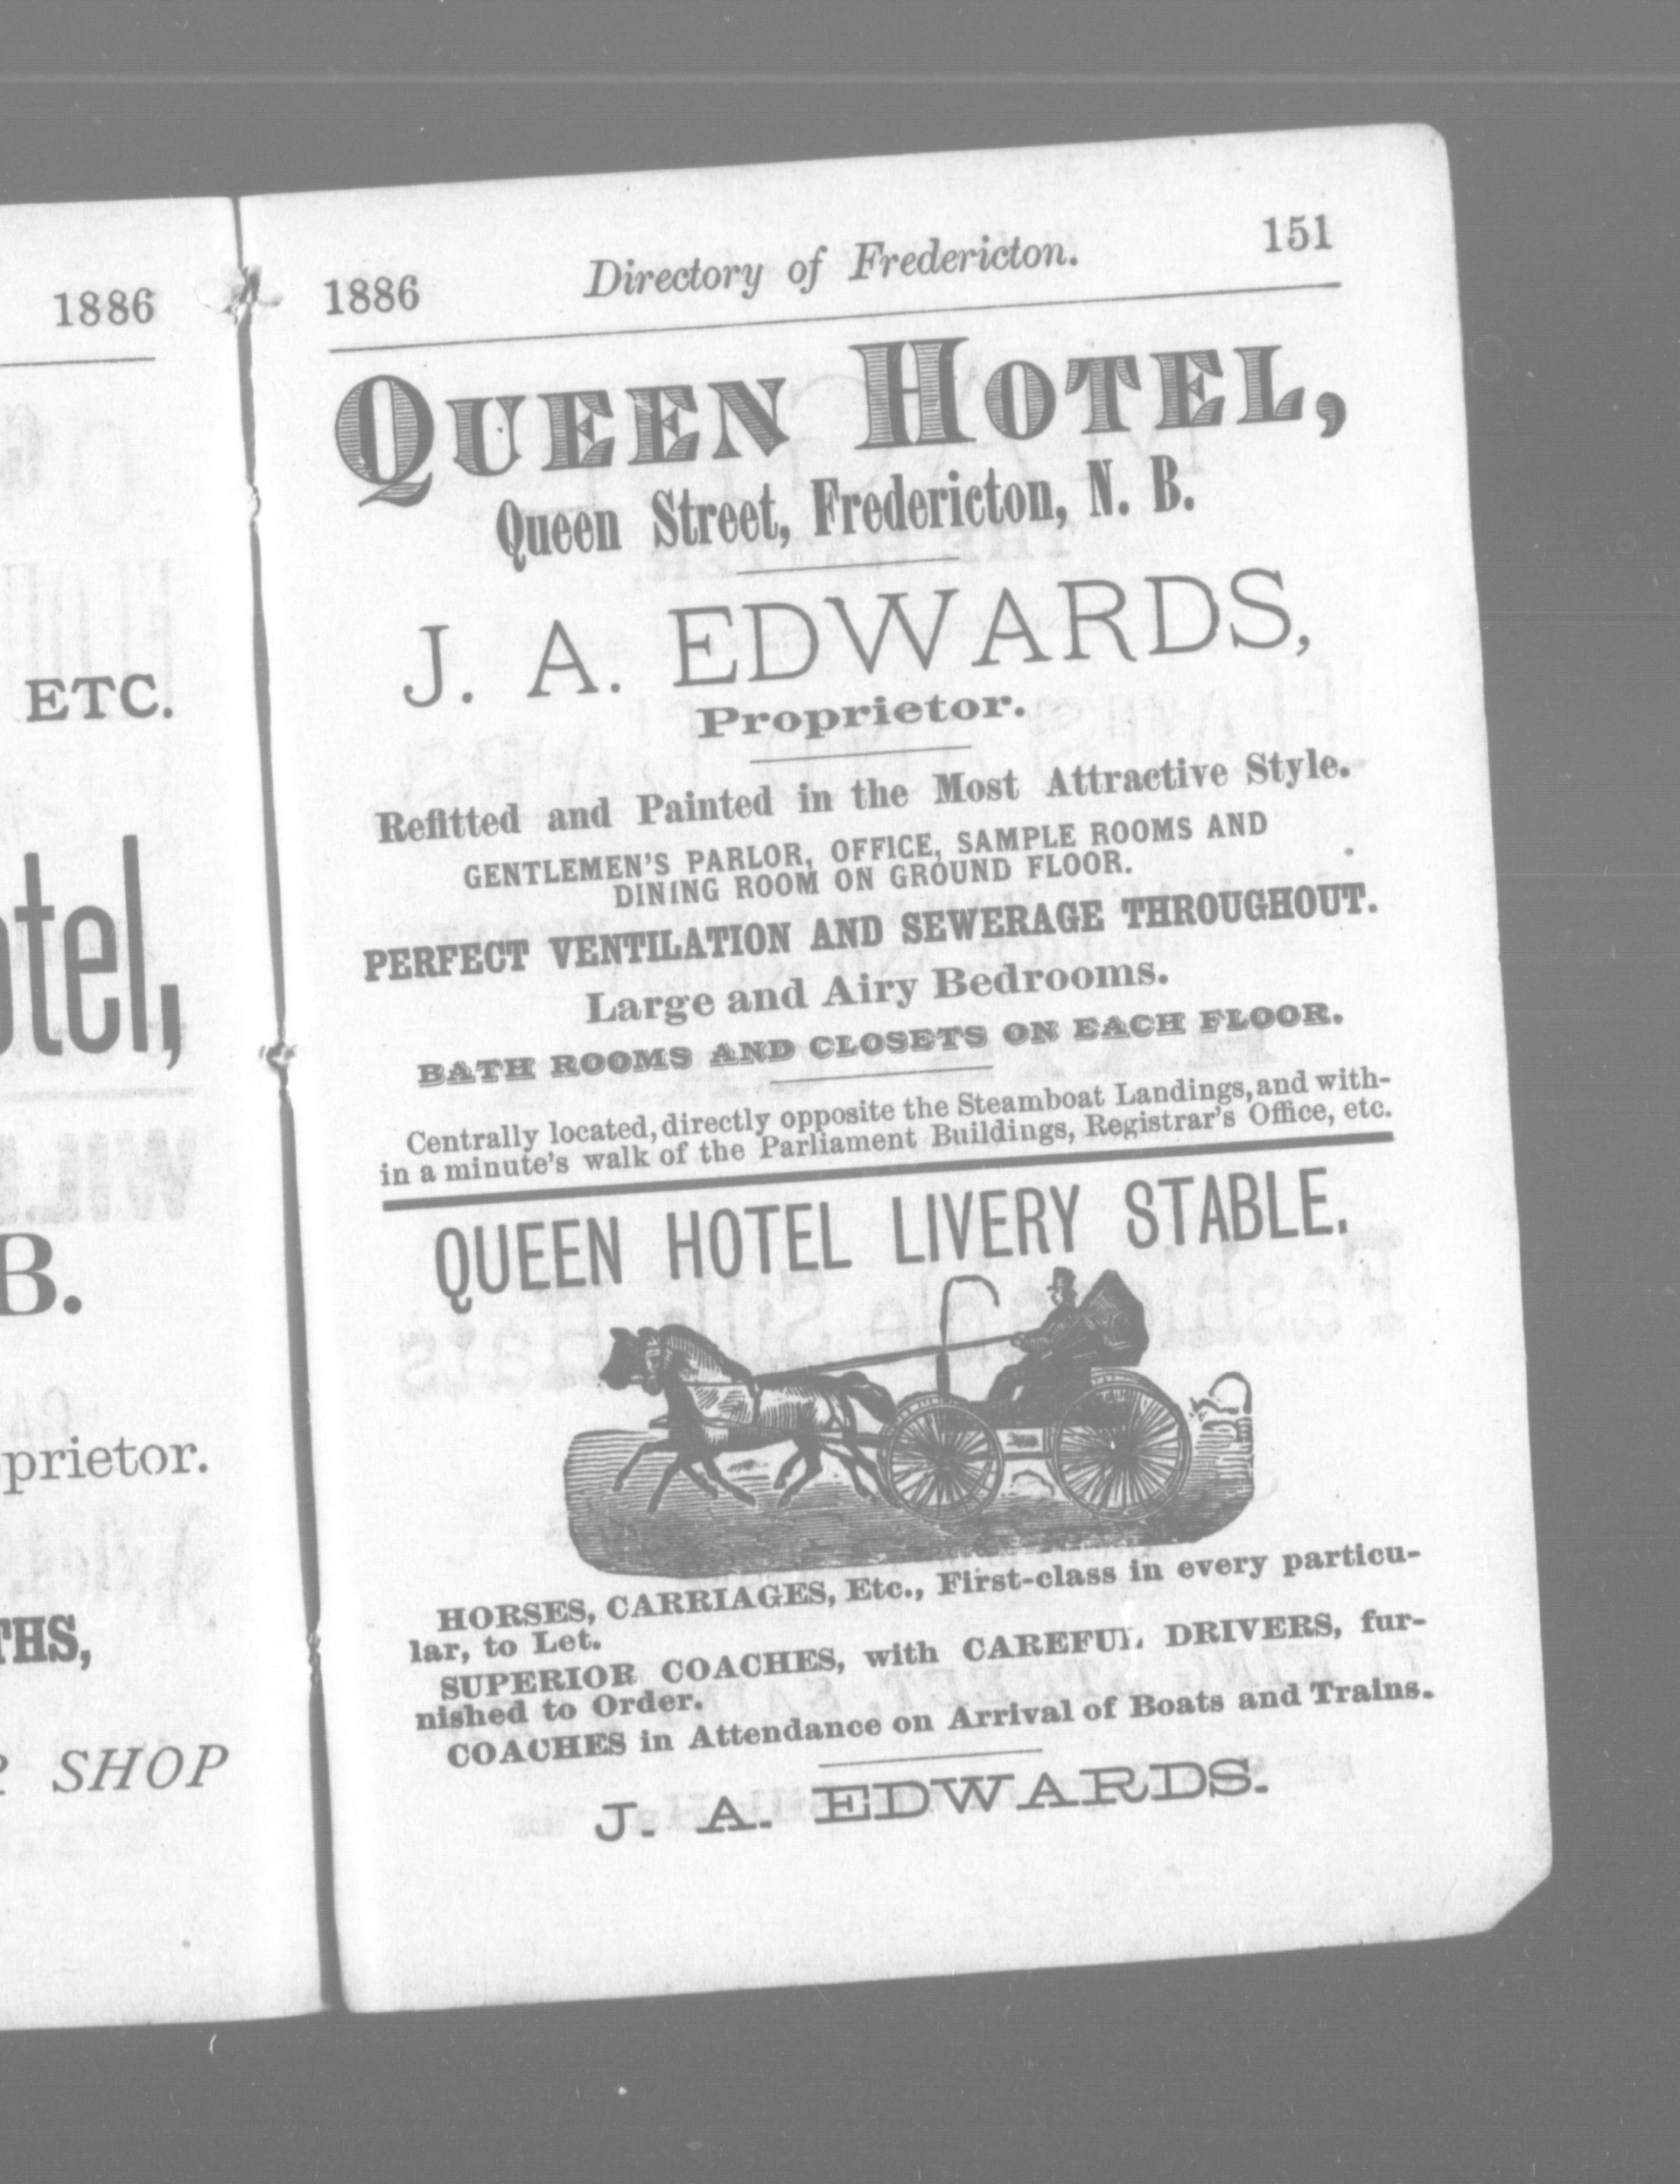 1886
ETC.
otel,
B.
prietor.
THS,
SHOP
1886 Directory of Fredericton. 151
QUEEN HOTEL,
Queen Street, Fredericton, N. B.
J. A. EDWARDS,
Proprietor.
Refitted and Painted in the Most Attractive Style.
GENTLEMEN'S PARLOR, OFFICE, SAMPLE ROOMS AND
DINING ROOM ON GROUND FLOOR.
PERFECT VENTILATION AND SEWERAGE THROUGHOUT.
Large and Airy Bedrooms.
BATH ROOMS AND CLOSETS ON EACH FLOOR.
Centrally located, directly opposite the Steamboat Landings, and with-
in a minute's walk of the Parliament Buildings, Registrar's Office, etc.
QUEEN HOTEL LIVERY STABLE.
HORSES, CARRIAGES, Etc., First-class in every particu-
lar, to Let.
SUPERIOR COACHES, with CAREFUL DRIVERS, fur-
nished to Order.
COACHES in Attendance on Arrival of Boats and Trains.
J. A. EDWARDS.